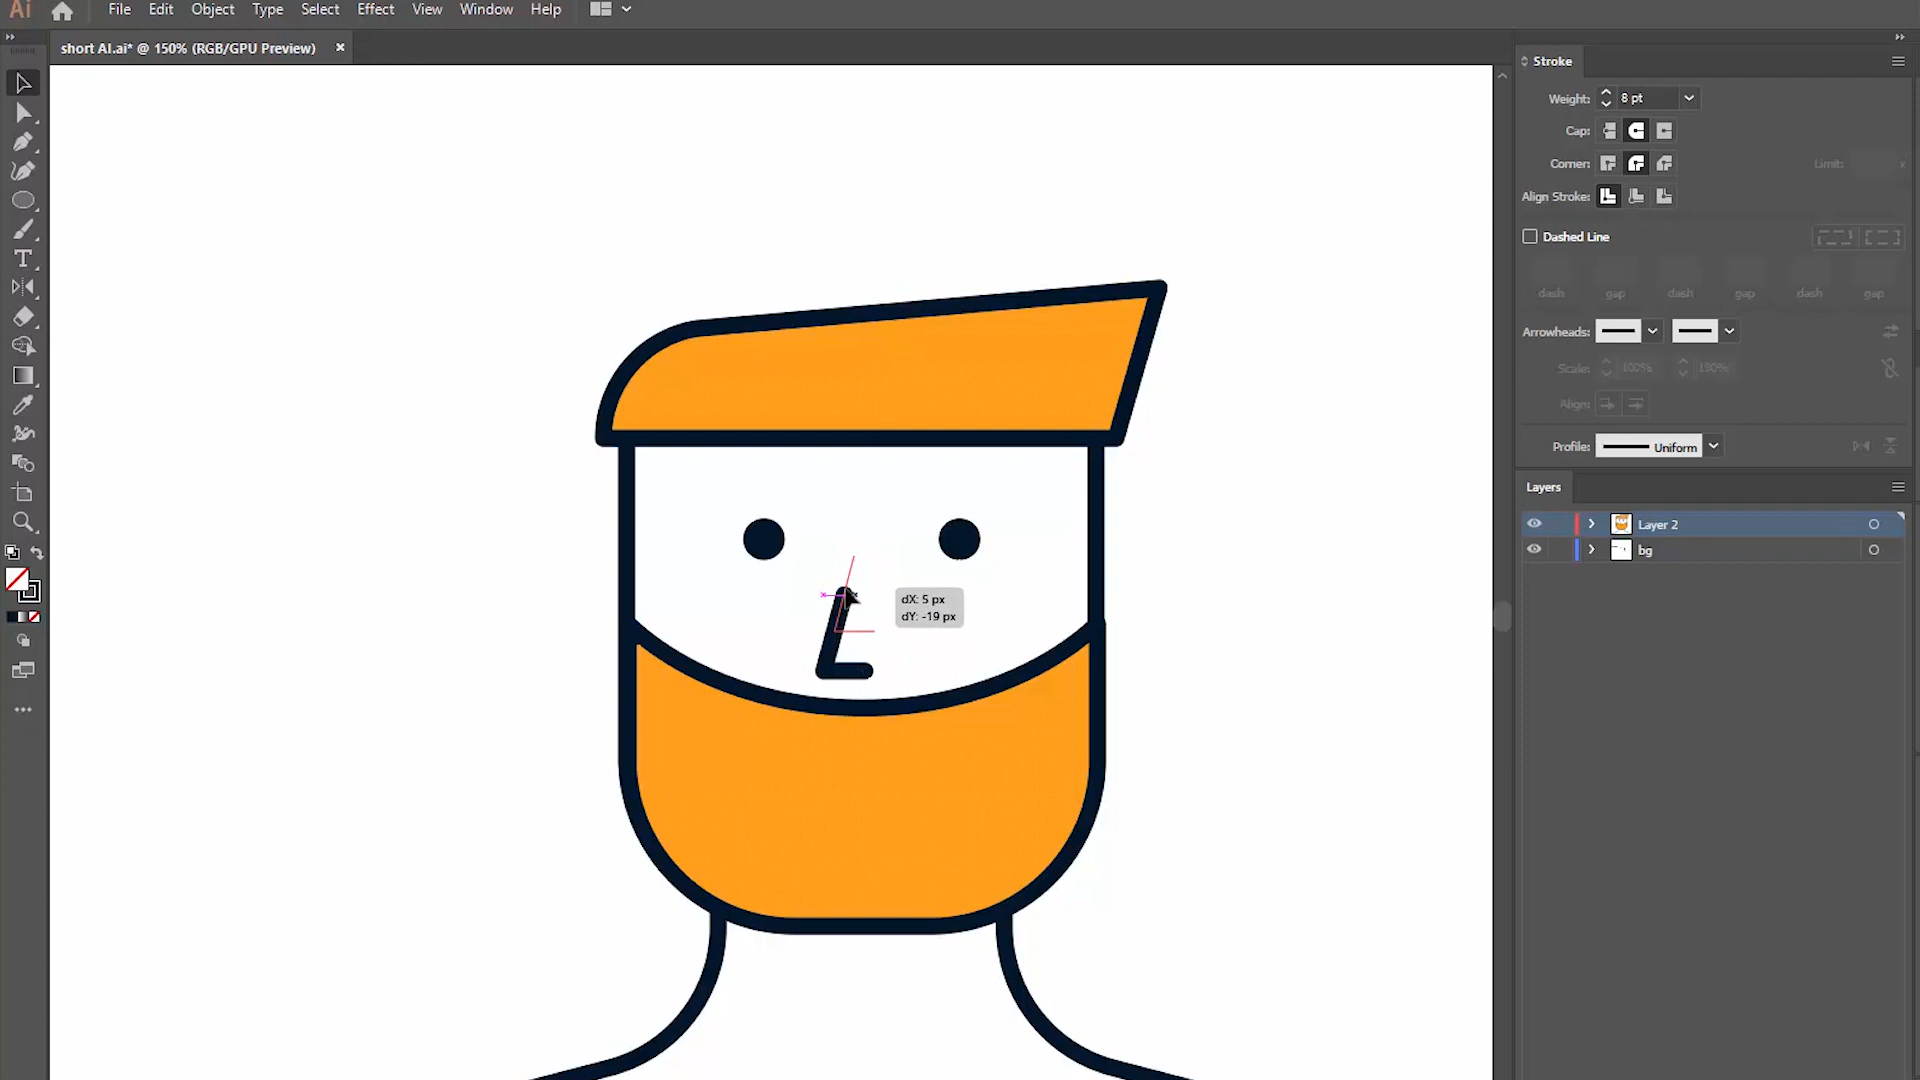 Ai File Edit Object Type Select Effect View Window Help
short AI.ai* @ 150% (RGB/GPU Preview) ×
Stroke
Weight: 8 pt
Cap:
Corner: Limit: x
Align Stroke:
Dashed Line
dash gap dash gap dash gap
Arrowheads:
Scale: 100% 100%
Align:
Profile: Uniform
Layers
Layer 2
bg
dX: 5 px
dY: -19 px